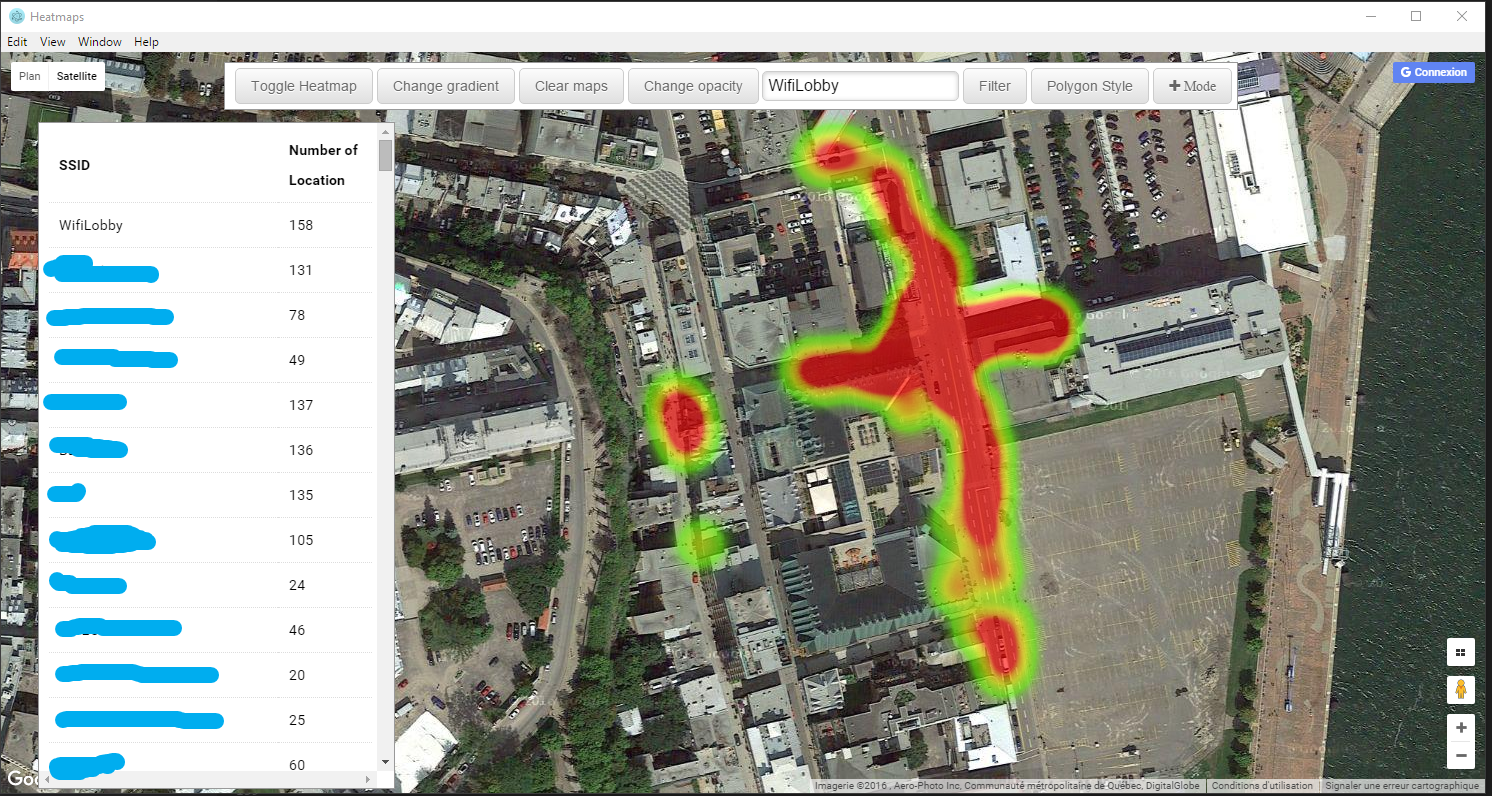 Heatmaps
Edit View Window Help
Plan Satellite
Toggle Heatmap Change gradient Clear maps Change opacity WifiLobby Filter Polygon Style + Mode
G Connexion
SSID Number of
Location
WifiLobby 158
131
78
49
137
136
135
105
24
46
20
25
60
Imagerie ©2016 , Aero-Photo Inc, Communauté métropolitaine de Québec, DigitalGlobe Conditions d'utilisation Signaler une erreur cartographique